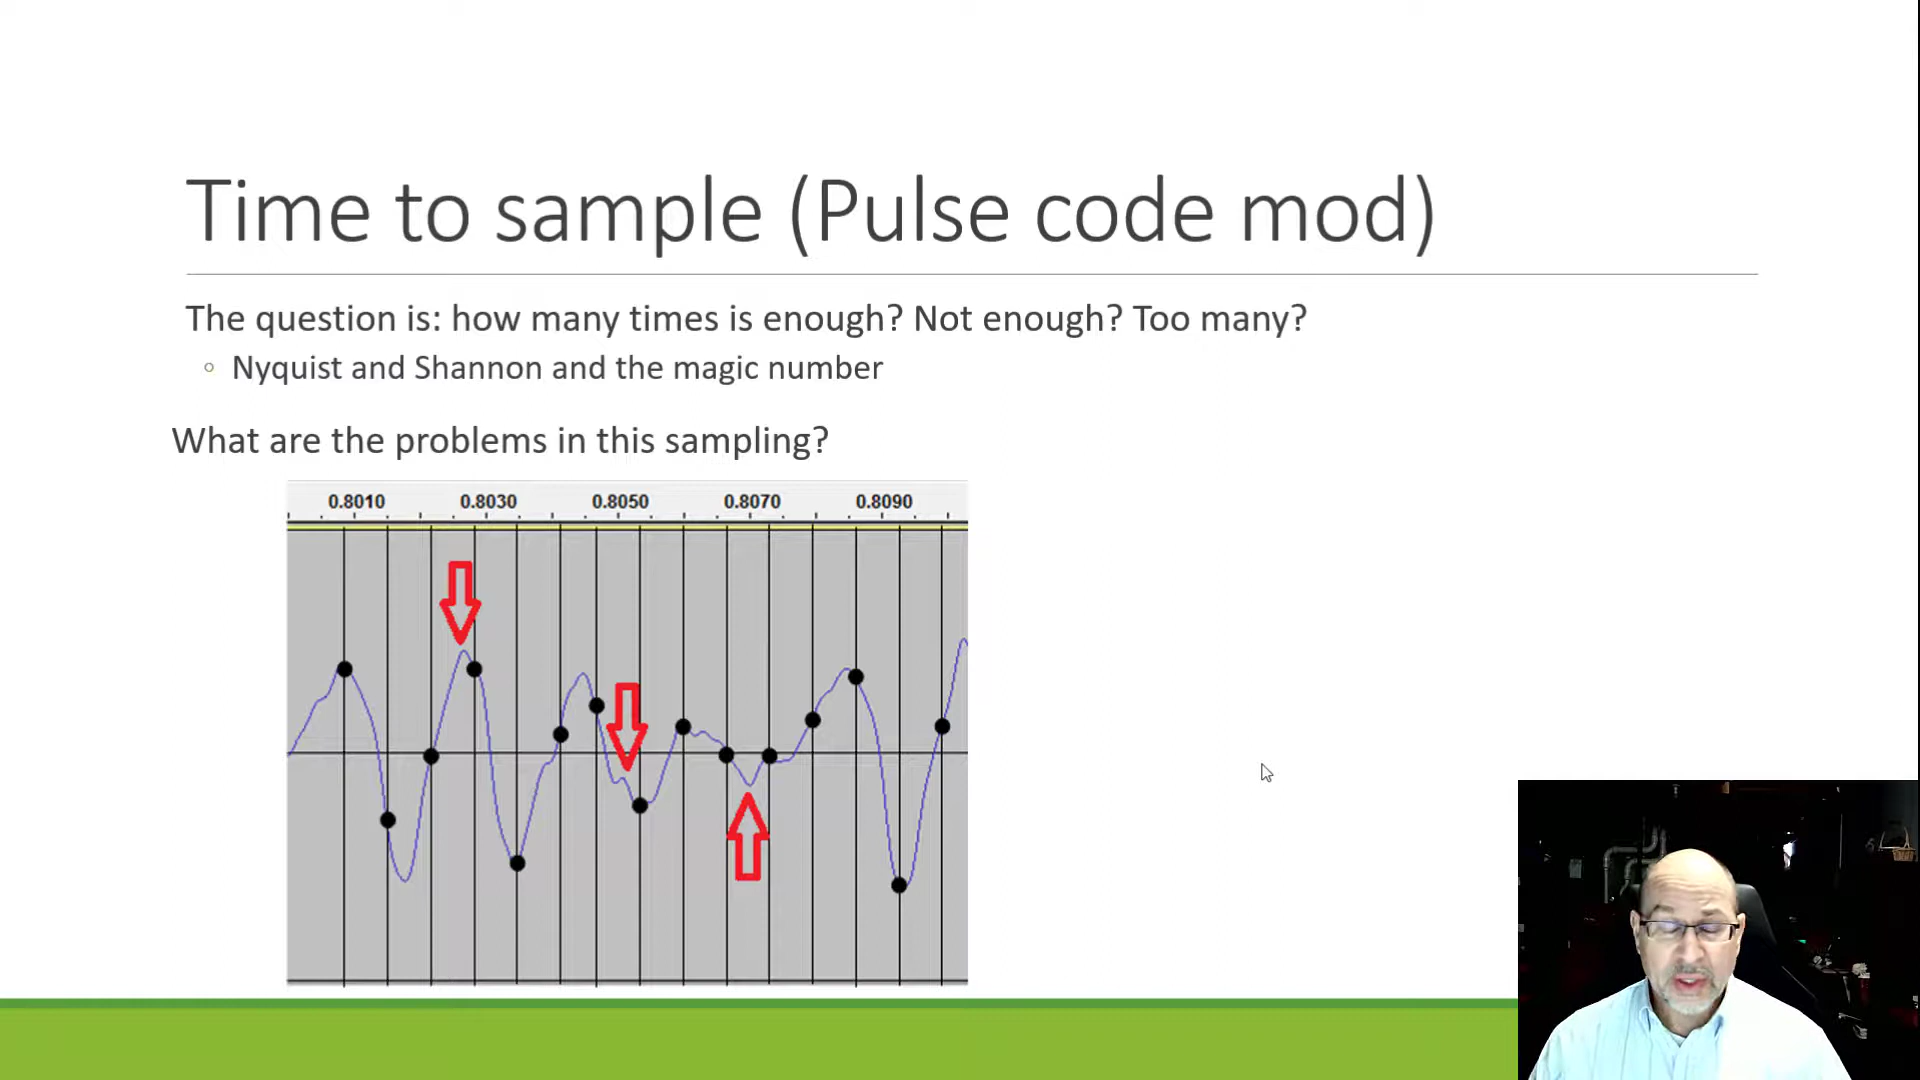 Time to sample (Pulse code mod)
The question is: how many times is enough? Not enough? Too many?
◦ Nyquist and Shannon and the magic number
What are the problems in this sampling?
0.8010 0.8030 0.8050 0.8070 0.8090